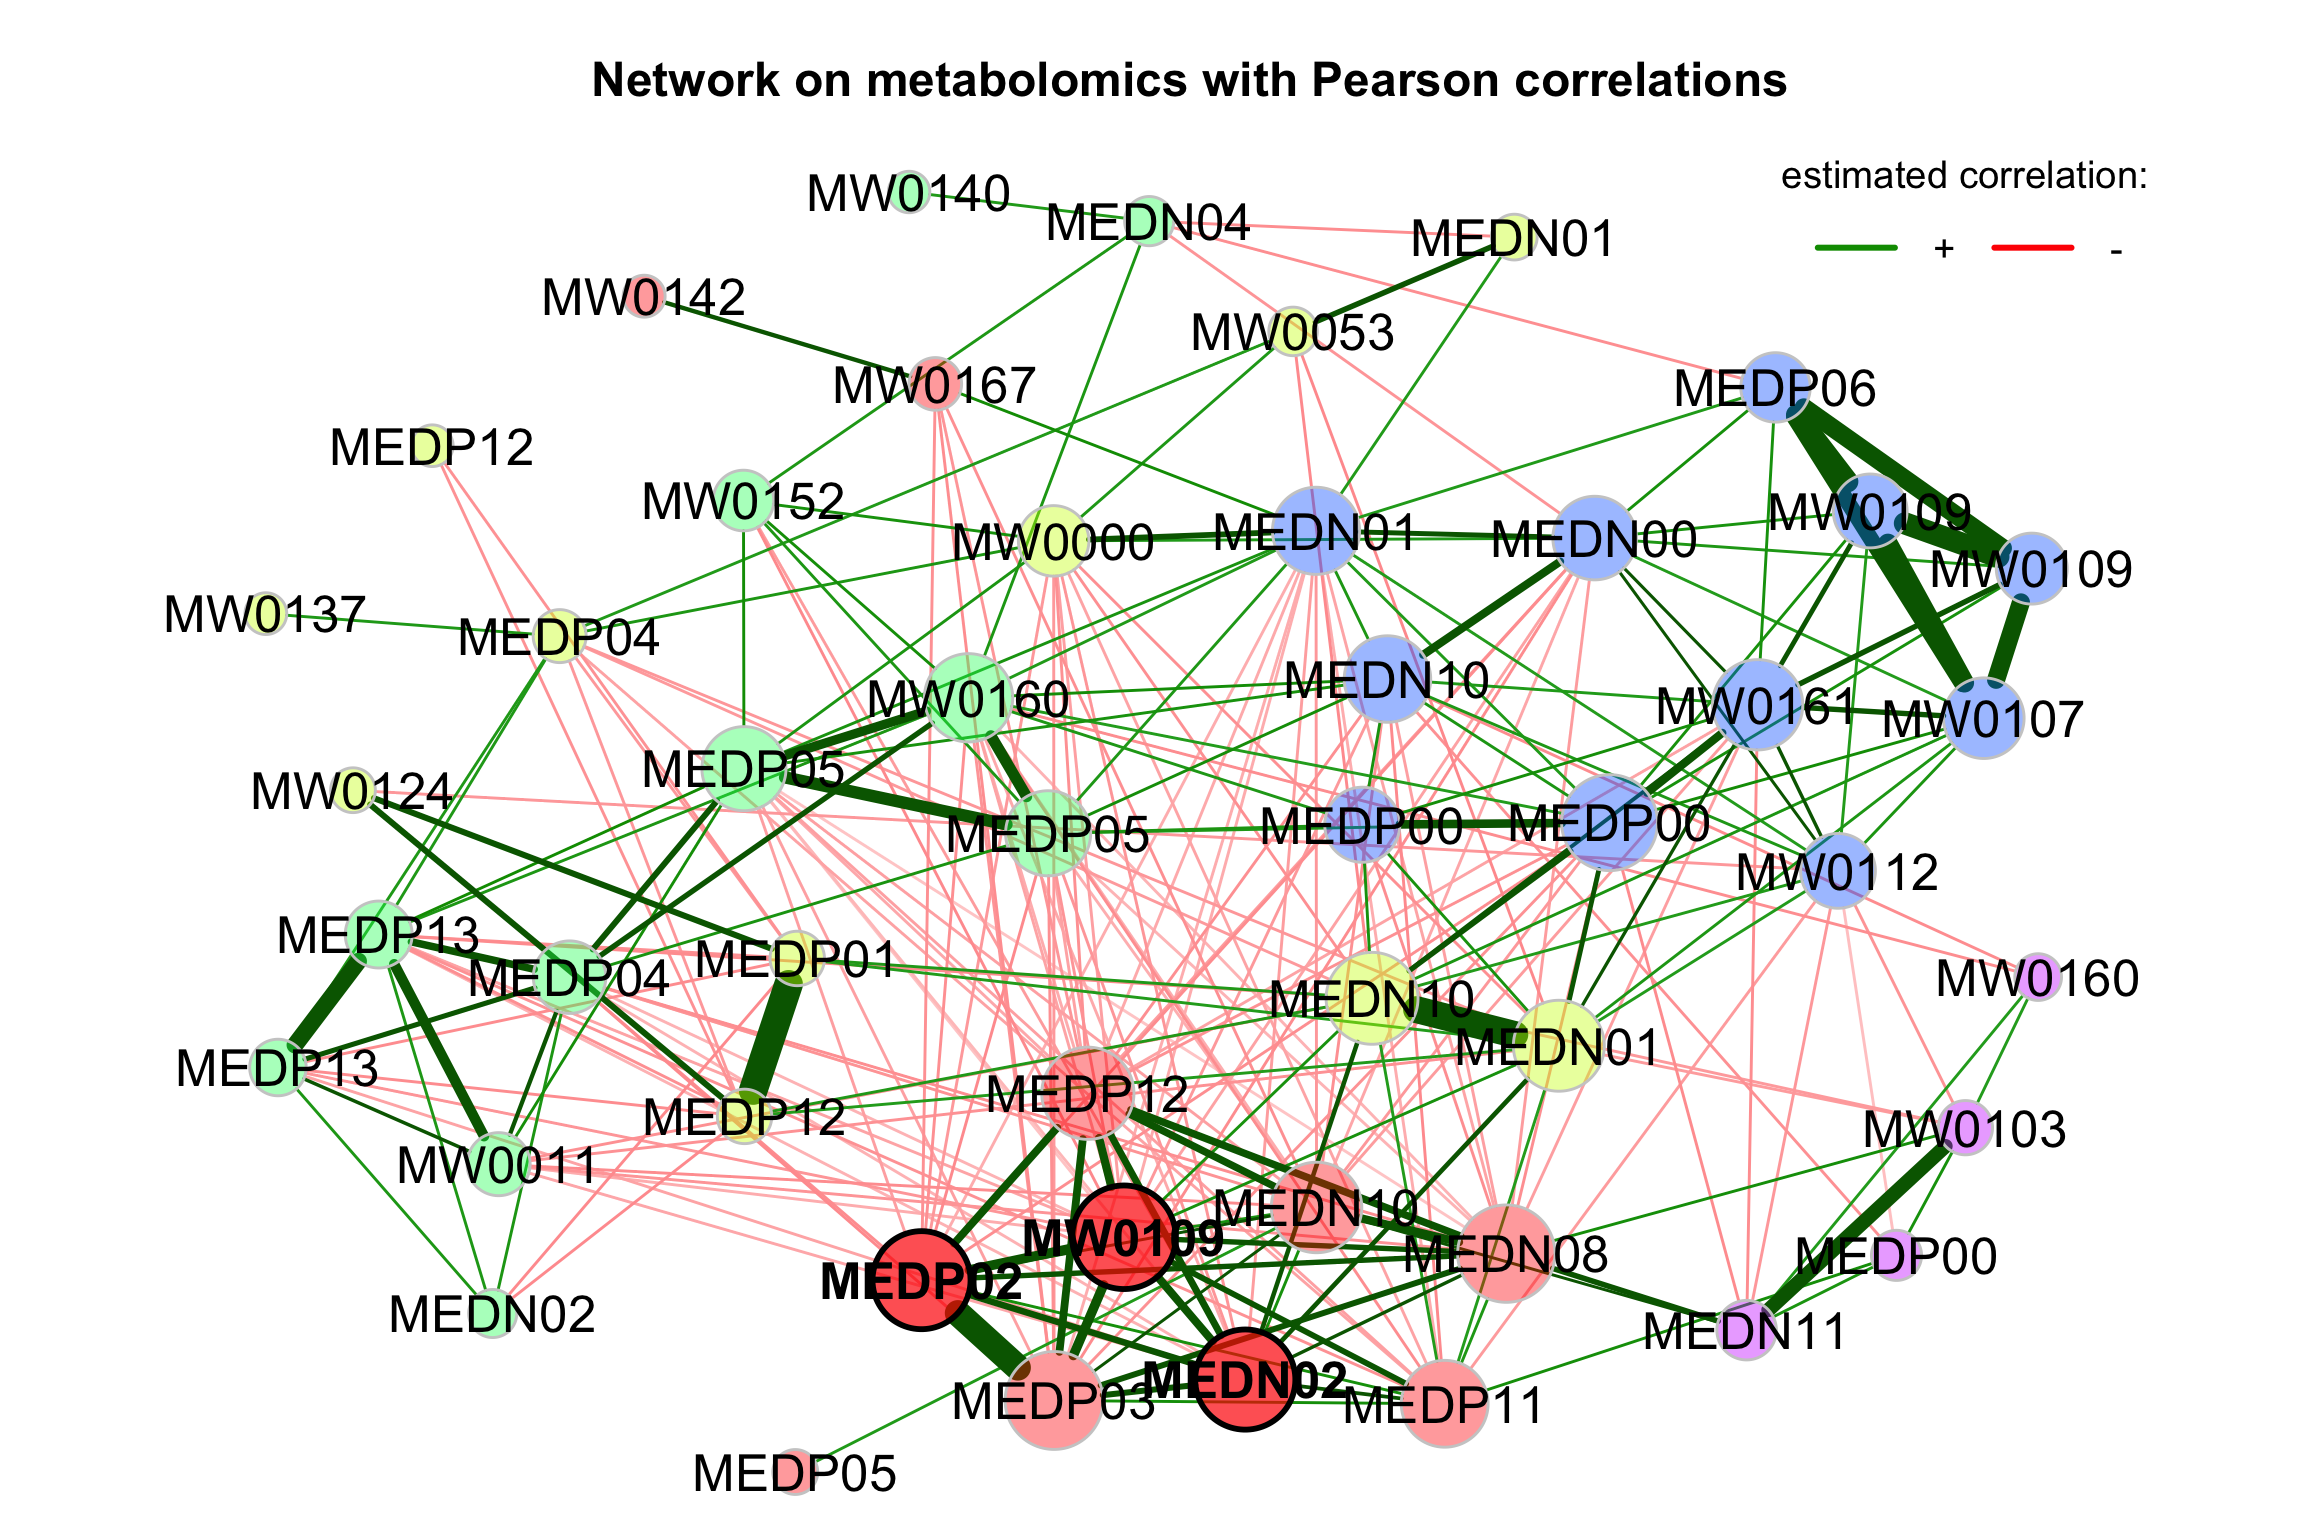 Network on metabolomics with Pearson correlations
estimated correlation:
+ -
MW0140
MEDN04
MEDN01
MW0142
MW0053
MW0167
MEDP06
MEDP12
MW0152
MW0000
MEDN01
MEDN00
MW0109
MW0109
MW0137
MEDP04
MW0160
MEDN10
MW0161
MW0107
MEDP05
MW0124
MEDP05
MEDP00
MEDP00
MW0112
MEDP13
MEDP04
MEDP01
MEDN10
MW0160
MEDN01
MEDP13
MEDP12
MEDP12
MW0103
MW0011
MEDN10
MW0109
MEDN08
MEDP00
MEDP02
MEDN02
MEDN11
MEDP03
MEDN02
MEDP11
MEDP05